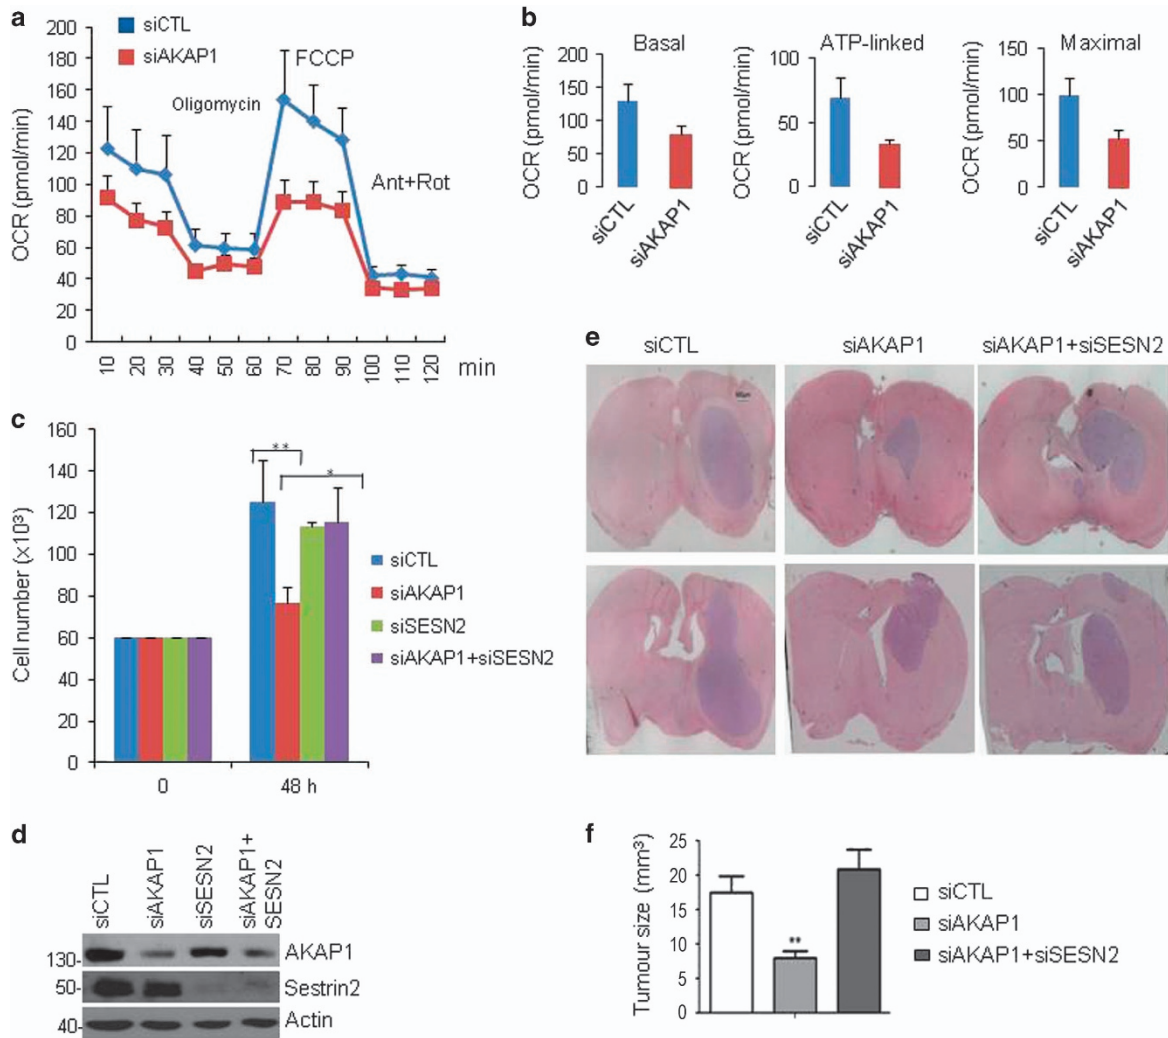 a
siCTL
siAKAP1
OCR (pmol/min)
200
180
160
140
120
100
80
60
40
20
0
Oligomycin
FCCP
Ant+Rot
10 20 30 40 50 60 70 80 90 100 110 120 min
b
Basal
OCR (pmol/min)
200
150
100
50
0
siCTL
siAKAP1
ATP-linked
OCR (pmol/min)
100
50
0
siCTL
siAKAP1
Maximal
OCR (pmol/min)
150
100
50
0
siCTL
siAKAP1
c
Cell number (×10³)
160
140
120
100
80
60
40
20
0
**
*
0 48 h
siCTL
siAKAP1
siSESN2
siAKAP1+siSESN2
d
siCTL
siAKAP1
siSESN2
siAKAP1+
SESN2
130- AKAP1
50- Sestrin2
40- Actin
e
siCTL siAKAP1 siAKAP1+siSESN2
f
Tumour size (mm³)
25
20
15
10
5
0
**
siCTL
siAKAP1
siAKAP1+siSESN2